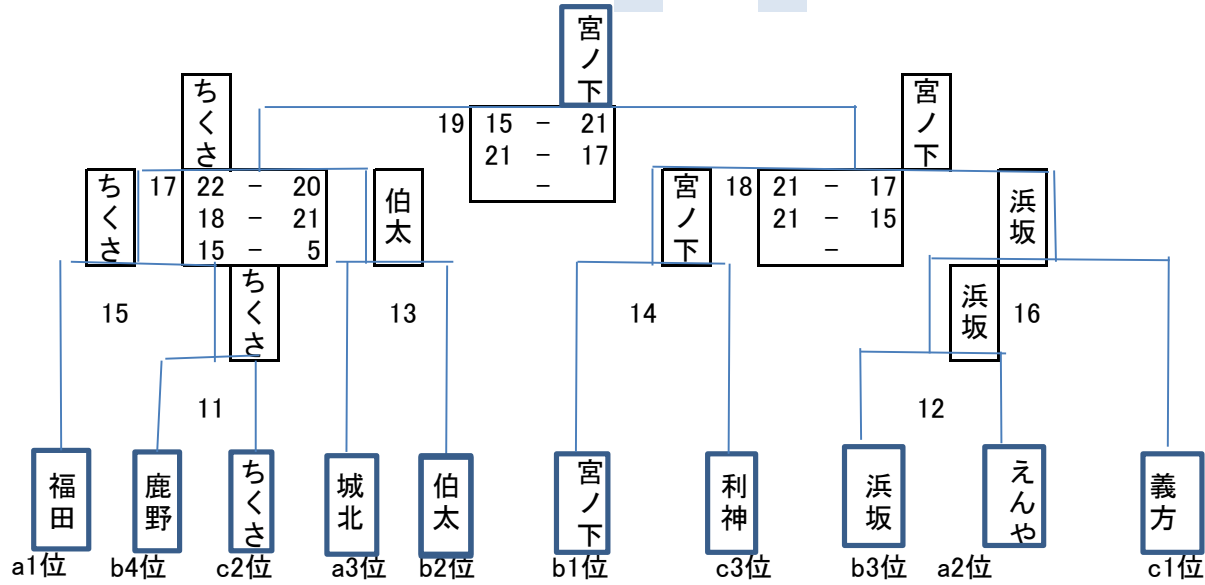 宮ノ下
ちくさ
宮ノ下
19 15 － 21
21 － 17
－
ちくさ
17 22 － 20
18 － 21
15 － 5
伯太
宮ノ下
18 21 － 17
21 － 15
－
浜坂
ちくさ
浜坂
15
13
14
16
11
12
福田
鹿野
ちくさ
城北
伯太
宮ノ下
利神
浜坂
えんや
義方
a1位 b4位 c2位 a3位 b2位 b1位 c3位 b3位 a2位 c1位